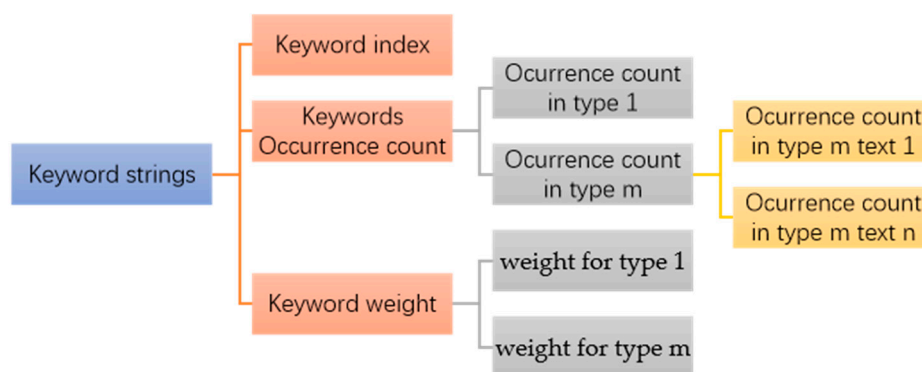 Keyword strings
Keyword index
Keywords
Occurrence count
Keyword weight
Ocurrence count
in type 1
Ocurrence count
in type m
weight for type 1
weight for type m
Ocurrence count
in type m text 1
Ocurrence count
in type m text n